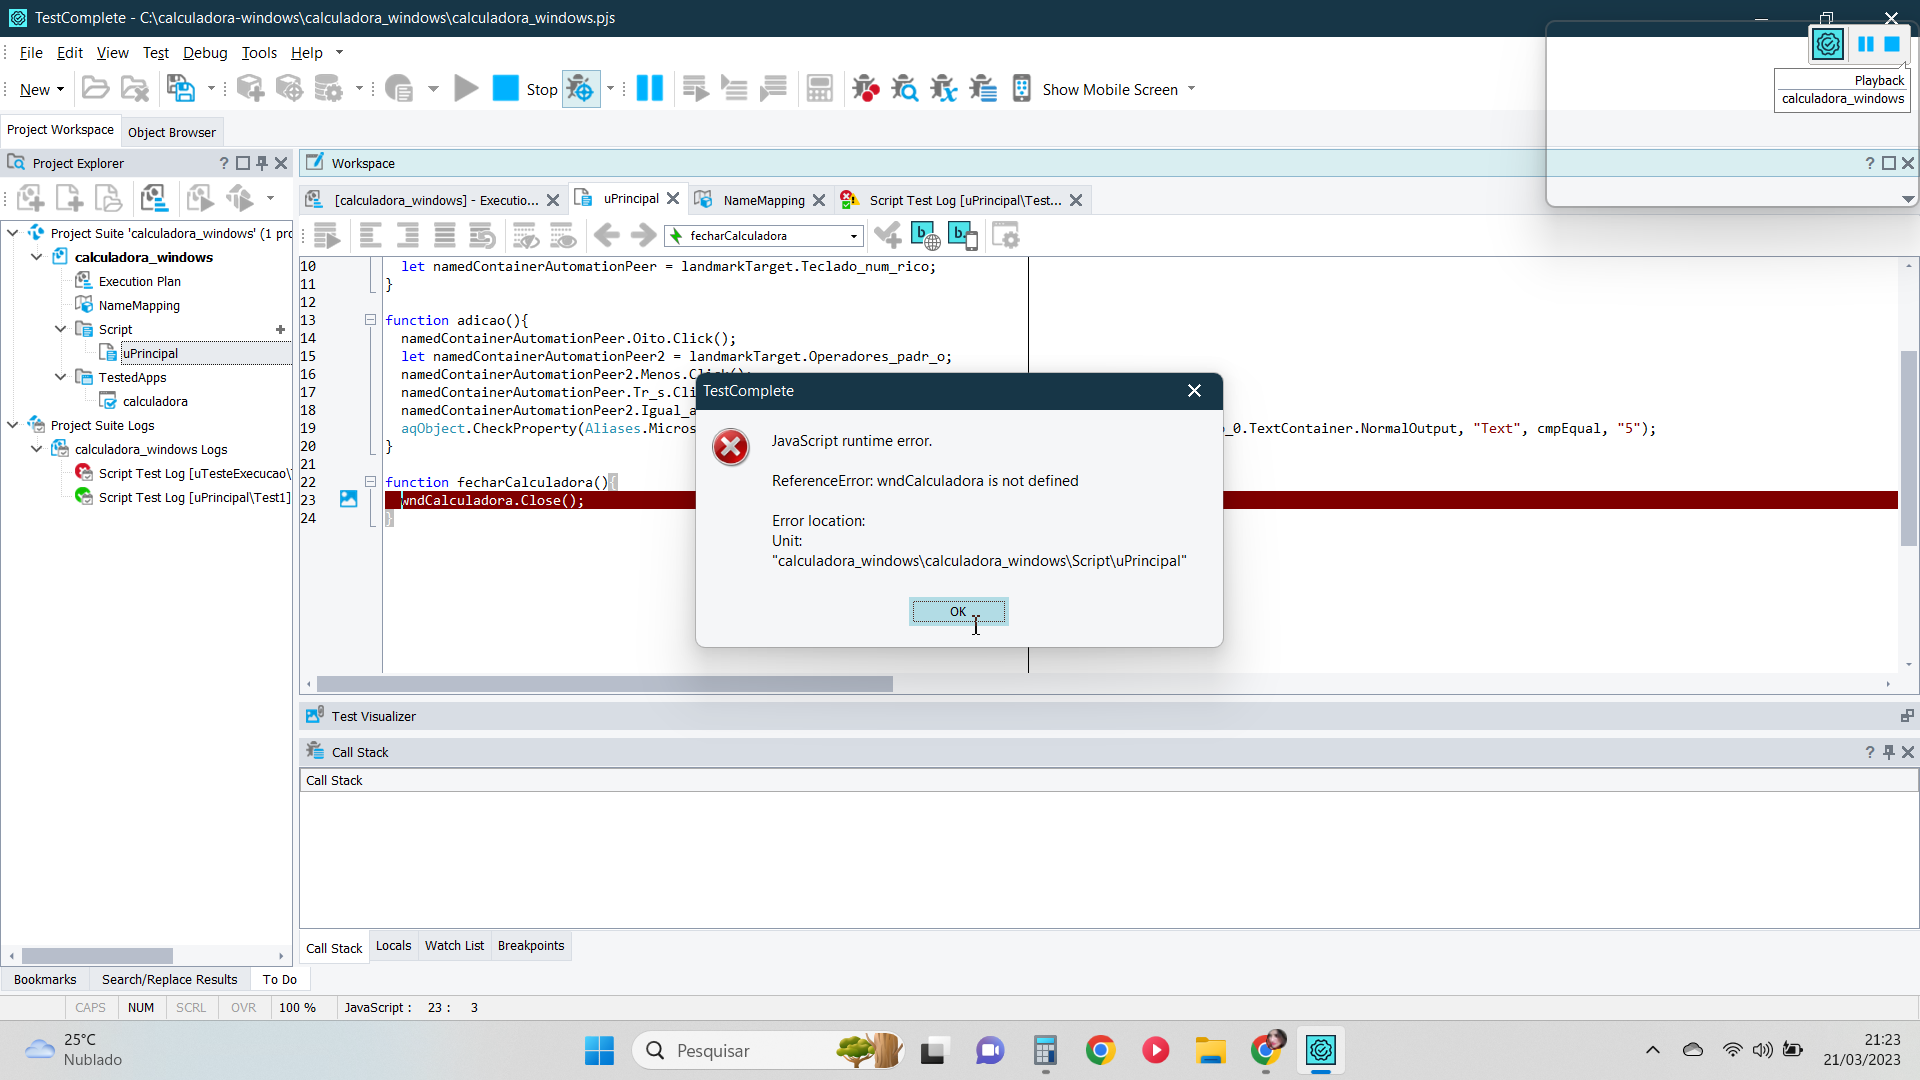 TestComplete - C:\calculadora-windows\calculadora_windows\calculadora_windows.pjs
File Edit View Test Debug Tools Help
New Stop Show Mobile Screen
Playback
calculadora_windows
Project Workspace Object Browser
Project Explorer ?
Workspace ?
[calculadora_windows] - Executio... uPrincipal NameMapping Script Test Log [uPrincipal\Test...
fecharCalculadora
Project Suite 'calculadora_windows' (1 pro
calculadora_windows
Execution Plan
NameMapping
Script
uPrincipal
TestedApps
calculadora
Project Suite Logs
calculadora_windows Logs
Script Test Log [uTesteExecucao\
Script Test Log [uPrincipal\Test1]
10 let namedContainerAutomationPeer = landmarkTarget.Teclado_num_rico;
11 }
12
13 function adicao(){
14 namedContainerAutomationPeer.Oito.Click();
15 let namedContainerAutomationPeer2 = landmarkTarget.Operadores_padr_o;
16 namedContainerAutomationPeer2.Menos.Click();
17 namedContainerAutomationPeer.Tr_s.Cli
18 namedContainerAutomationPeer2.Igual_a
19 aqObject.CheckProperty(Aliases.Micros _0.TextContainer.NormalOutput, "Text", cmpEqual, "5");
20 }
21
22 function fecharCalculadora(){
23 wndCalculadora.Close();
24 }
TestComplete
JavaScript runtime error.
ReferenceError: wndCalculadora is not defined
Error location:
Unit:
"calculadora_windows\calculadora_windows\Script\uPrincipal"
OK
Test Visualizer
Call Stack ?
Call Stack
Call Stack Locals Watch List Breakpoints
Bookmarks Search/Replace Results To Do
CAPS NUM SCRL OVR 100 % JavaScript : 23 : 3
25°C
Nublado
Pesquisar
21:23
21/03/2023